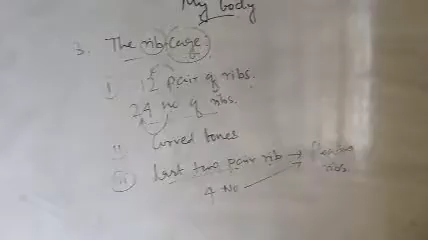 My body
3. The rib cage.
i) 12 pair of ribs.
24 no of ribs.
ii curved bones
iii last two pair rib → floating
4 No → ribs